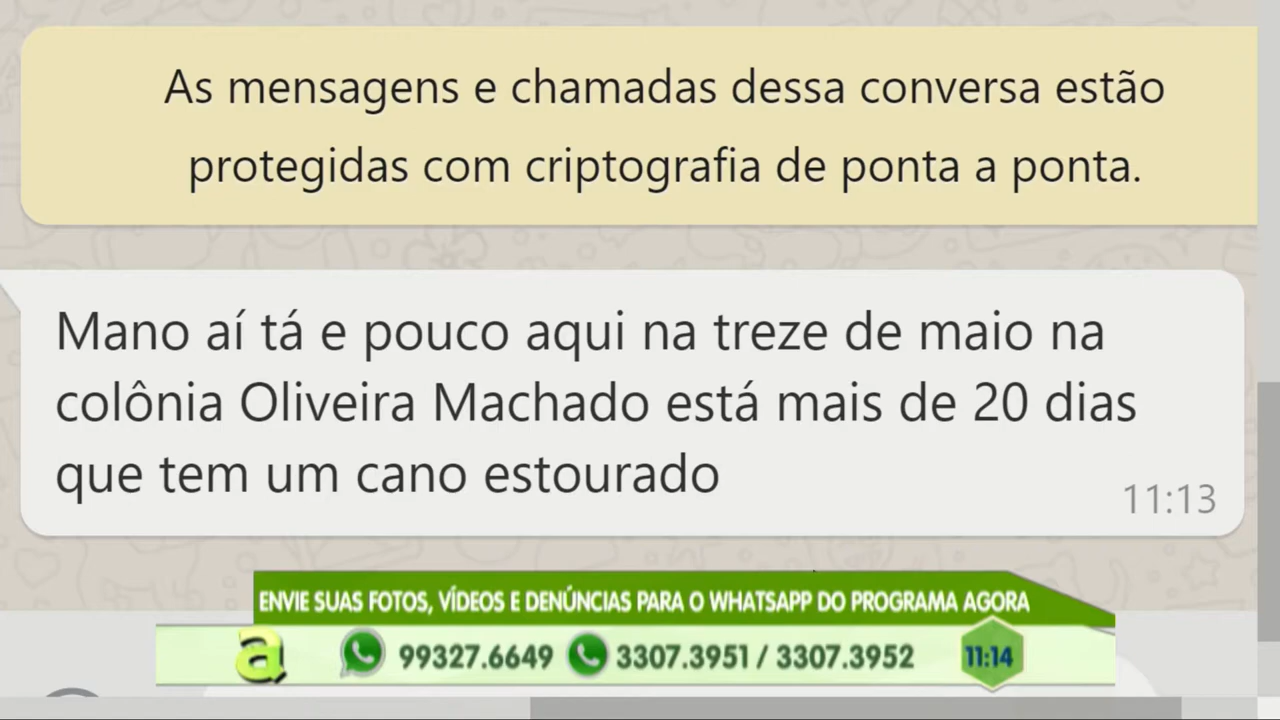 As mensagens e chamadas dessa conversa estão
protegidas com criptografia de ponta a ponta.
Mano aí tá e pouco aqui na treze de maio na
colônia Oliveira Machado está mais de 20 dias
que tem um cano estourado
11:13
ENVIE SUAS FOTOS, VÍDEOS E DENÚNCIAS PARA O WHATSAPP DO PROGRAMA AGORA
a 99327.6649 3307.3951 / 3307.3952 11:14